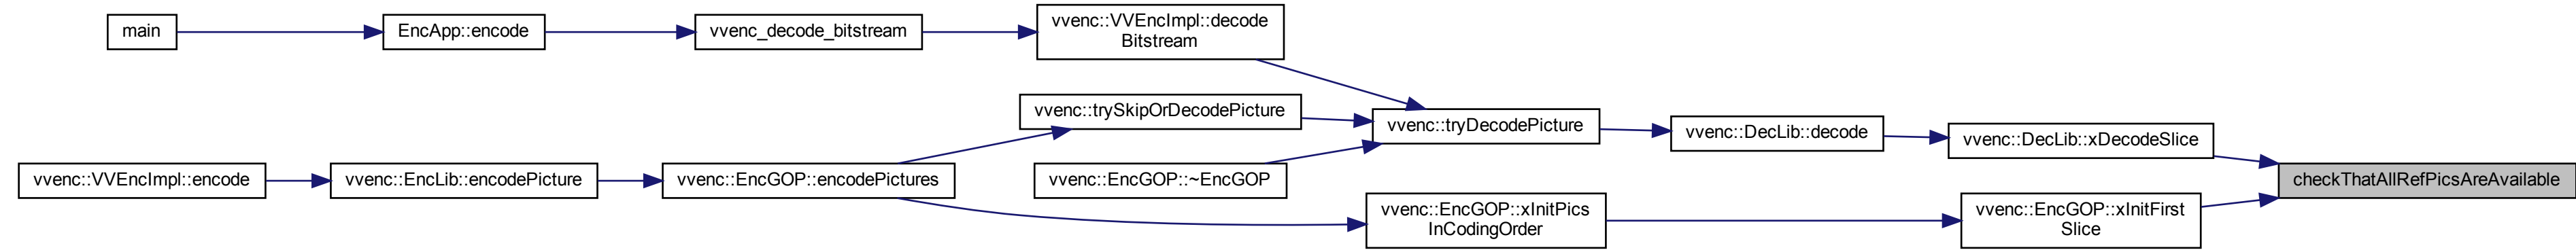 main
EncApp::encode
vvenc_decode_bitstream
vvenc::VVEncImpl::decode
Bitstream
vvenc::trySkipOrDecodePicture
vvenc::tryDecodePicture
vvenc::DecLib::decode
vvenc::DecLib::xDecodeSlice
vvenc::VVEncImpl::encode
vvenc::EncLib::encodePicture
vvenc::EncGOP::encodePictures
vvenc::EncGOP::~EncGOP
checkThatAllRefPicsAreAvailable
vvenc::EncGOP::xInitPics
InCodingOrder
vvenc::EncGOP::xInitFirst
Slice